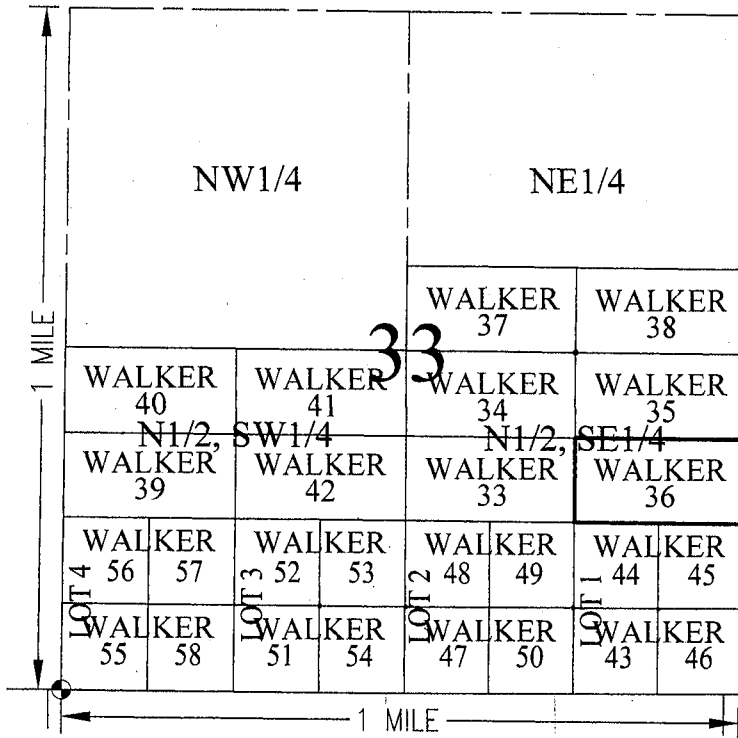 NW1/4 NE1/4
1 MILE
WALKER WALKER
37 38
33
WALKER WALKER WALKER WALKER
40 41 34 35
N1/2, SW1/4 N1/2, SE1/4
WALKER WALKER WALKER WALKER
39 42 33 36
WALKER WALKER WALKER WALKER
56 57 52 53 48 49 44 45
LOT 4 LOT 3 LOT 2 LOT 1
WALKER WALKER WALKER WALKER
55 58 51 54 47 50 43 46
1 MILE